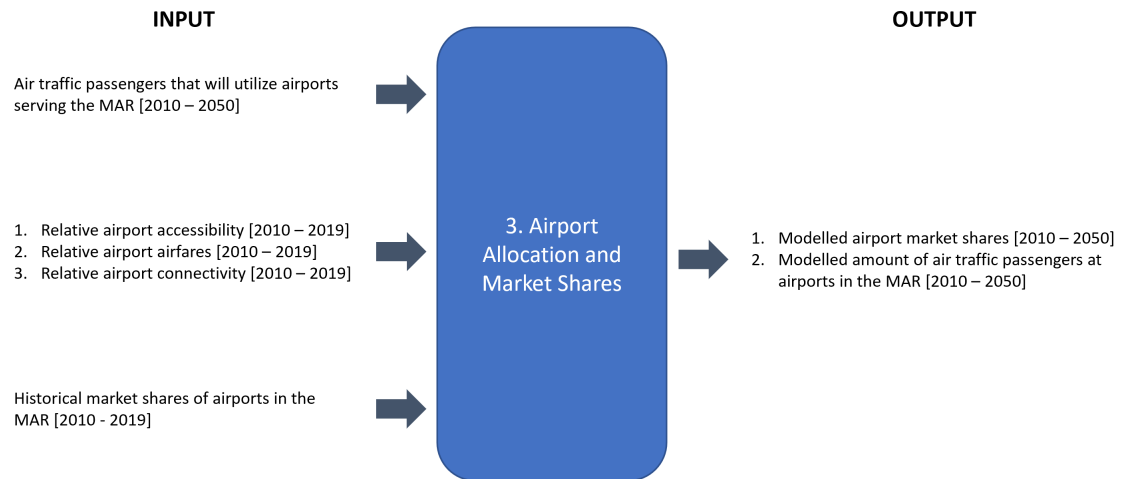 INPUT
OUTPUT
Air traffic passengers that will utilize airports
serving the MAR [2010 – 2050]
1. Relative airport accessibility [2010 – 2019]
2. Relative airport airfares [2010 – 2019]
3. Relative airport connectivity [2010 – 2019]
Historical market shares of airports in the
MAR [2010 - 2019]
3. Airport
Allocation and
Market Shares
1. Modelled airport market shares [2010 – 2050]
2. Modelled amount of air traffic passengers at
airports in the MAR [2010 – 2050]